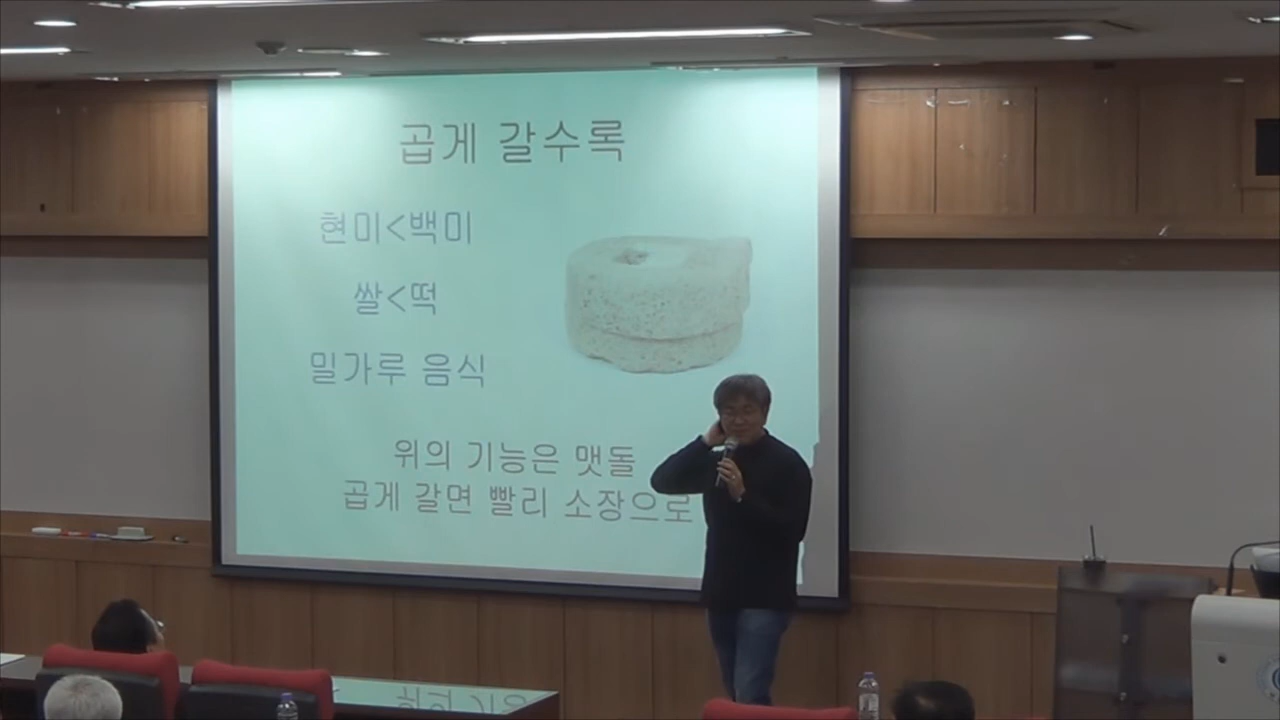 곱게 갈수록
현미<백미
쌀<떡
밀가루 음식
위의 기능은 맷돌
곱게 갈면 빨리 소장으로